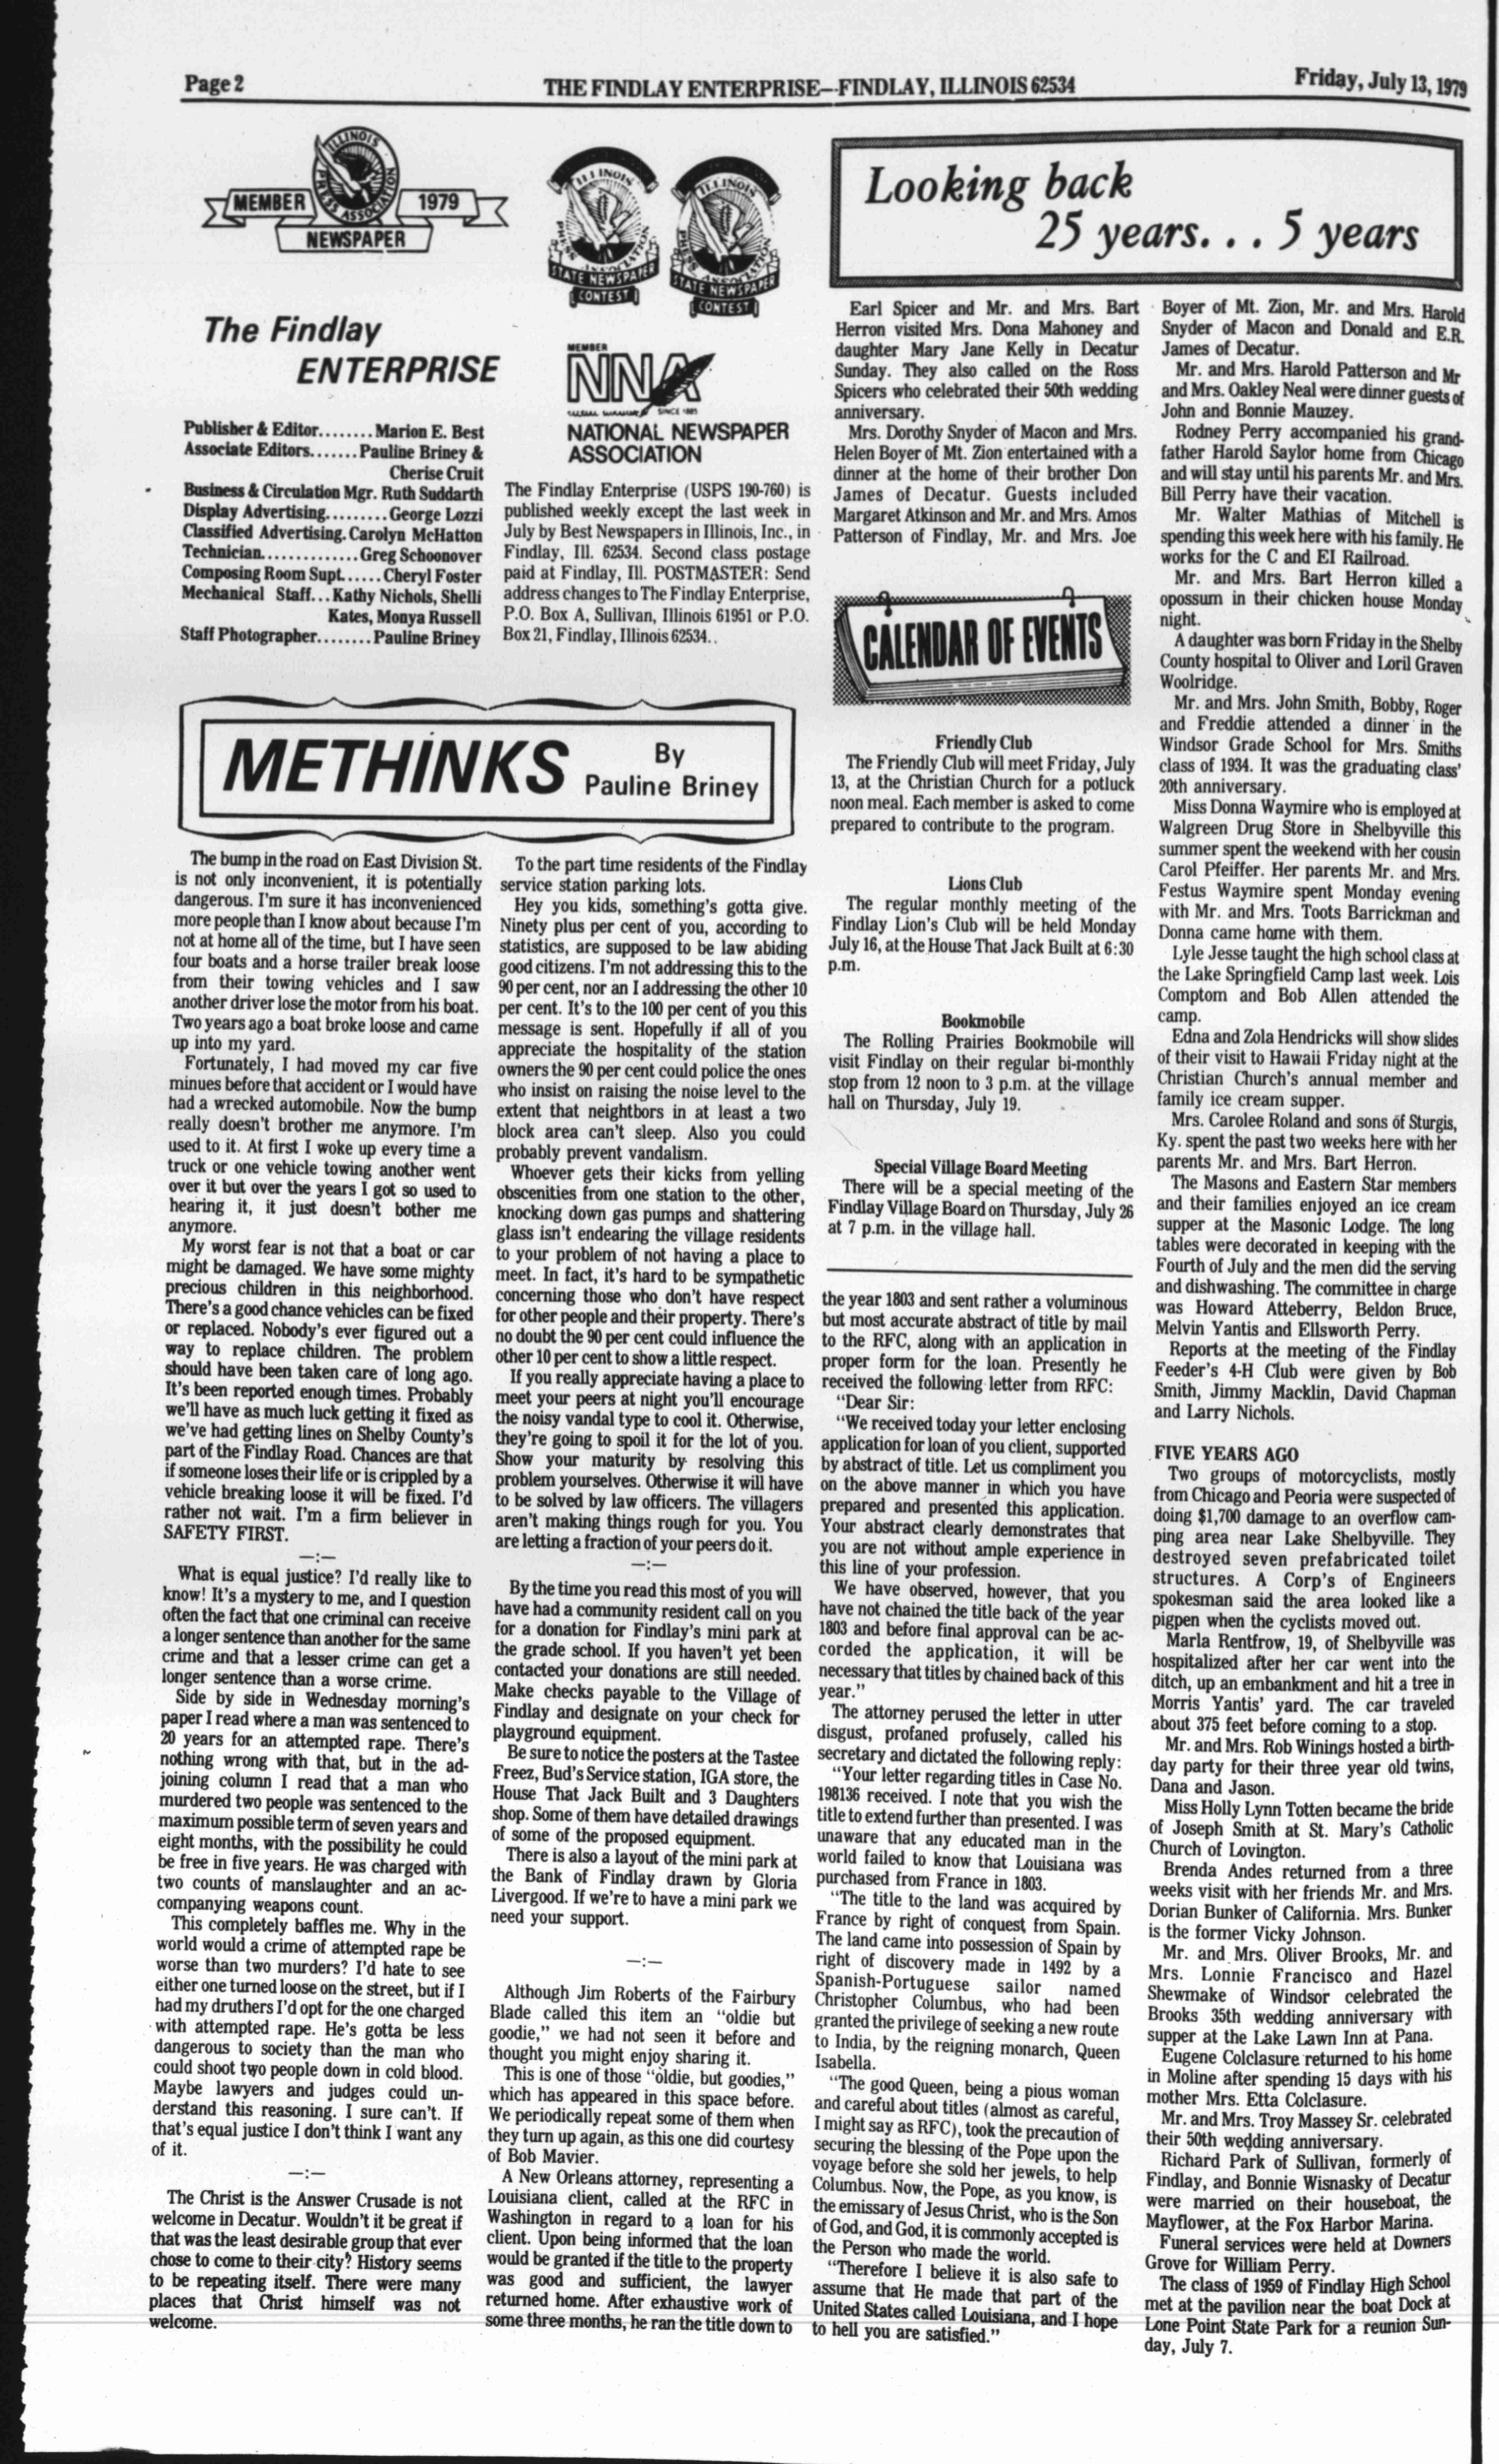 Page 2
THE FINDLAY ENTERPRISE--FINDLAY, ILLINOIS 62534
Friday, July 13, 1979
ILLINOIS
PRESS ASSOCIATION
MEMBER
1979
NEWSPAPER
ILLINOIS
PRESS ASSOCIATION
STATE NEWSPAPER
CONTEST
ILLINOIS
PRESS ASSOCIATION
STATE NEWSPAPER
CONTEST
The Findlay
ENTERPRISE
Publisher & Editor........Marion E. Best
Associate Editors.......Pauline Briney &
Cherise Cruit
Business & Circulation Mgr. Ruth Suddarth
Display Advertising.........George Lozzi
Classified Advertising.Carolyn McHatton
Technician.............Greg Schoonover
Composing Room Supt......Cheryl Foster
Mechanical Staff...Kathy Nichols, Shelli
Kates, Monya Russell
Staff Photographer........Pauline Briney
MEMBER
NNA
SINCE 1885
NATIONAL NEWSPAPER
ASSOCIATION
The Findlay Enterprise (USPS 190-760) is
published weekly except the last week in
July by Best Newspapers in Illinois, Inc., in
Findlay, Ill. 62534. Second class postage
paid at Findlay, Ill. POSTMASTER: Send
address changes to The Findlay Enterprise,
P.O. Box A, Sullivan, Illinois 61951 or P.O.
Box 21, Findlay, Illinois 62534..
METHINKS
By
Pauline Briney
The bump in the road on East Division St.
is not only inconvenient, it is potentially
dangerous. I'm sure it has inconvenienced
more people than I know about because I'm
not at home all of the time, but I have seen
four boats and a horse trailer break loose
from their towing vehicles and I saw
another driver lose the motor from his boat.
Two years ago a boat broke loose and came
up into my yard.
Fortunately, I had moved my car five
minues before that accident or I would have
had a wrecked automobile. Now the bump
really doesn't brother me anymore. I'm
used to it. At first I woke up every time a
truck or one vehicle towing another went
over it but over the years I got so used to
hearing it, it just doesn't bother me
anymore.
My worst fear is not that a boat or car
might be damaged. We have some mighty
precious children in this neighborhood.
There's a good chance vehicles can be fixed
or replaced. Nobody's ever figured out a
way to replace children. The problem
should have been taken care of long ago.
It's been reported enough times. Probably
we'll have as much luck getting it fixed as
we've had getting lines on Shelby County's
part of the Findlay Road. Chances are that
if someone loses their life or is crippled by a
vehicle breaking loose it will be fixed. I'd
rather not wait. I'm a firm believer in
SAFETY FIRST.
—:—
What is equal justice? I'd really like to
know! It's a mystery to me, and I question
often the fact that one criminal can receive
a longer sentence than another for the same
crime and that a lesser crime can get a
longer sentence than a worse crime.
Side by side in Wednesday morning's
paper I read where a man was sentenced to
20 years for an attempted rape. There's
nothing wrong with that, but in the ad-
joining column I read that a man who
murdered two people was sentenced to the
maximum possible term of seven years and
eight months, with the possibility he could
be free in five years. He was charged with
two counts of manslaughter and an ac-
companying weapons count.
This completely baffles me. Why in the
world would a crime of attempted rape be
worse than two murders? I'd hate to see
either one turned loose on the street, but if I
had my druthers I'd opt for the one charged
with attempted rape. He's gotta be less
dangerous to society than the man who
could shoot two people down in cold blood.
Maybe lawyers and judges could un-
derstand this reasoning. I sure can't. If
that's equal justice I don't think I want any
of it.
—:—
The Christ is the Answer Crusade is not
welcome in Decatur. Wouldn't it be great if
that was the least desirable group that ever
chose to come to their city? History seems
to be repeating itself. There were many
places that Christ himself was not
welcome.
To the part time residents of the Findlay
service station parking lots.
Hey you kids, something's gotta give.
Ninety plus per cent of you, according to
statistics, are supposed to be law abiding
good citizens. I'm not addressing this to the
90 per cent, nor an I addressing the other 10
per cent. It's to the 100 per cent of you this
message is sent. Hopefully if all of you
appreciate the hospitality of the station
owners the 90 per cent could police the ones
who insist on raising the noise level to the
extent that neightbors in at least a two
block area can't sleep. Also you could
probably prevent vandalism.
Whoever gets their kicks from yelling
obscenities from one station to the other,
knocking down gas pumps and shattering
glass isn't endearing the village residents
to your problem of not having a place to
meet. In fact, it's hard to be sympathetic
concerning those who don't have respect
for other people and their property. There's
no doubt the 90 per cent could influence the
other 10 per cent to show a little respect.
If you really appreciate having a place to
meet your peers at night you'll encourage
the noisy vandal type to cool it. Otherwise,
they're going to spoil it for the lot of you.
Show your maturity by resolving this
problem yourselves. Otherwise it will have
to be solved by law officers. The villagers
aren't making things rough for you. You
are letting a fraction of your peers do it.
—:—
By the time you read this most of you will
have had a community resident call on you
for a donation for Findlay's mini park at
the grade school. If you haven't yet been
contacted your donations are still needed.
Make checks payable to the Village of
Findlay and designate on your check for
playground equipment.
Be sure to notice the posters at the Tastee
Freez, Bud's Service station, IGA store, the
House That Jack Built and 3 Daughters
shop. Some of them have detailed drawings
of some of the proposed equipment.
There is also a layout of the mini park at
the Bank of Findlay drawn by Gloria
Livergood. If we're to have a mini park we
need your support.
—:—
Although Jim Roberts of the Fairbury
Blade called this item an "oldie but
goodie," we had not seen it before and
thought you might enjoy sharing it.
This is one of those "oldie, but goodies,"
which has appeared in this space before.
We periodically repeat some of them when
they turn up again, as this one did courtesy
of Bob Mavier.
A New Orleans attorney, representing a
Louisiana client, called at the RFC in
Washington in regard to a loan for his
client. Upon being informed that the loan
would be granted if the title to the property
was good and sufficient, the lawyer
returned home. After exhaustive work of
some three months, he ran the title down to
the year 1803 and sent rather a voluminous
but most accurate abstract of title by mail
to the RFC, along with an application in
proper form for the loan. Presently he
received the following letter from RFC:
"Dear Sir:
"We received today your letter enclosing
application for loan of you client, supported
by abstract of title. Let us compliment you
on the above manner in which you have
prepared and presented this application.
Your abstract clearly demonstrates that
you are not without ample experience in
this line of your profession.
We have observed, however, that you
have not chained the title back of the year
1803 and before final approval can be ac-
corded the application, it will be
necessary that titles by chained back of this
year."
The attorney perused the letter in utter
disgust, profaned profusely, called his
secretary and dictated the following reply:
"Your letter regarding titles in Case No.
198136 received. I note that you wish the
title to extend further than presented. I was
unaware that any educated man in the
world failed to know that Louisiana was
purchased from France in 1803.
"The title to the land was acquired by
France by right of conquest from Spain.
The land came into possession of Spain by
right of discovery made in 1492 by a
Spanish-Portuguese sailor named
Christopher Columbus, who had been
granted the privilege of seeking a new route
to India, by the reigning monarch, Queen
Isabella.
"The good Queen, being a pious woman
and careful about titles (almost as careful,
I might say as RFC), took the precaution of
securing the blessing of the Pope upon the
voyage before she sold her jewels, to help
Columbus. Now, the Pope, as you know, is
the emissary of Jesus Christ, who is the Son
of God, and God, it is commonly accepted is
the Person who made the world.
"Therefore I believe it is also safe to
assume that He made that part of the
United States called Louisiana, and I hope
to hell you are satisfied."
Looking back
25 years. . . 5 years
Earl Spicer and Mr. and Mrs. Bart
Herron visited Mrs. Dona Mahoney and
daughter Mary Jane Kelly in Decatur
Sunday. They also called on the Ross
Spicers who celebrated their 50th wedding
anniversary.
Mrs. Dorothy Snyder of Macon and Mrs.
Helen Boyer of Mt. Zion entertained with a
dinner at the home of their brother Don
James of Decatur. Guests included
Margaret Atkinson and Mr. and Mrs. Amos
Patterson of Findlay, Mr. and Mrs. Joe
Boyer of Mt. Zion, Mr. and Mrs. Harold
Snyder of Macon and Donald and E.R.
James of Decatur.
Mr. and Mrs. Harold Patterson and Mr
and Mrs. Oakley Neal were dinner guests of
John and Bonnie Mauzey.
Rodney Perry accompanied his grand-
father Harold Saylor home from Chicago
and will stay until his parents Mr. and Mrs.
Bill Perry have their vacation.
Mr. Walter Mathias of Mitchell is
spending this week here with his family. He
works for the C and EI Railroad.
Mr. and Mrs. Bart Herron killed a
opossum in their chicken house Monday
night.
A daughter was born Friday in the Shelby
County hospital to Oliver and Loril Graven
Woolridge.
Mr. and Mrs. John Smith, Bobby, Roger
and Freddie attended a dinner in the
Windsor Grade School for Mrs. Smiths
class of 1934. It was the graduating class'
20th anniversary.
Miss Donna Waymire who is employed at
Walgreen Drug Store in Shelbyville this
summer spent the weekend with her cousin
Carol Pfeiffer. Her parents Mr. and Mrs.
Festus Waymire spent Monday evening
with Mr. and Mrs. Toots Barrickman and
Donna came home with them.
Lyle Jesse taught the high school class at
the Lake Springfield Camp last week. Lois
Comptom and Bob Allen attended the
camp.
Edna and Zola Hendricks will show slides
of their visit to Hawaii Friday night at the
Christian Church's annual member and
family ice cream supper.
Mrs. Carolee Roland and sons of Sturgis,
Ky. spent the past two weeks here with her
parents Mr. and Mrs. Bart Herron.
The Masons and Eastern Star members
and their families enjoyed an ice cream
supper at the Masonic Lodge. The long
tables were decorated in keeping with the
Fourth of July and the men did the serving
and dishwashing. The committee in charge
was Howard Atteberry, Beldon Bruce,
Melvin Yantis and Ellsworth Perry.
Reports at the meeting of the Findlay
Feeder's 4-H Club were given by Bob
Smith, Jimmy Macklin, David Chapman
and Larry Nichols.
FIVE YEARS AGO
Two groups of motorcyclists, mostly
from Chicago and Peoria were suspected of
doing $1,700 damage to an overflow cam-
ping area near Lake Shelbyville. They
destroyed seven prefabricated toilet
structures. A Corp's of Engineers
spokesman said the area looked like a
pigpen when the cyclists moved out.
Marla Rentfrow, 19, of Shelbyville was
hospitalized after her car went into the
ditch, up an embankment and hit a tree in
Morris Yantis' yard. The car traveled
about 375 feet before coming to a stop.
Mr. and Mrs. Rob Winings hosted a birth-
day party for their three year old twins,
Dana and Jason.
Miss Holly Lynn Totten became the bride
of Joseph Smith at St. Mary's Catholic
Church of Lovington.
Brenda Andes returned from a three
weeks visit with her friends Mr. and Mrs.
Dorian Bunker of California. Mrs. Bunker
is the former Vicky Johnson.
Mr. and Mrs. Oliver Brooks, Mr. and
Mrs. Lonnie Francisco and Hazel
Shewmake of Windsor celebrated the
Brooks 35th wedding anniversary with
supper at the Lake Lawn Inn at Pana.
Eugene Colclasure returned to his home
in Moline after spending 15 days with his
mother Mrs. Etta Colclasure.
Mr. and Mrs. Troy Massey Sr. celebrated
their 50th wedding anniversary.
Richard Park of Sullivan, formerly of
Findlay, and Bonnie Wisnasky of Decatur
were married on their houseboat, the
Mayflower, at the Fox Harbor Marina.
Funeral services were held at Downers
Grove for William Perry.
The class of 1959 of Findlay High School
met at the pavilion near the boat Dock at
Lone Point State Park for a reunion Sun-
day, July 7.
CALENDAR OF EVENTS
Friendly Club
The Friendly Club will meet Friday, July
13, at the Christian Church for a potluck
noon meal. Each member is asked to come
prepared to contribute to the program.
Lions Club
The regular monthly meeting of the
Findlay Lion's Club will be held Monday
July 16, at the House That Jack Built at 6:30
p.m.
Bookmobile
The Rolling Prairies Bookmobile will
visit Findlay on their regular bi-monthly
stop from 12 noon to 3 p.m. at the village
hall on Thursday, July 19.
Special Village Board Meeting
There will be a special meeting of the
Findlay Village Board on Thursday, July 26
at 7 p.m. in the village hall.